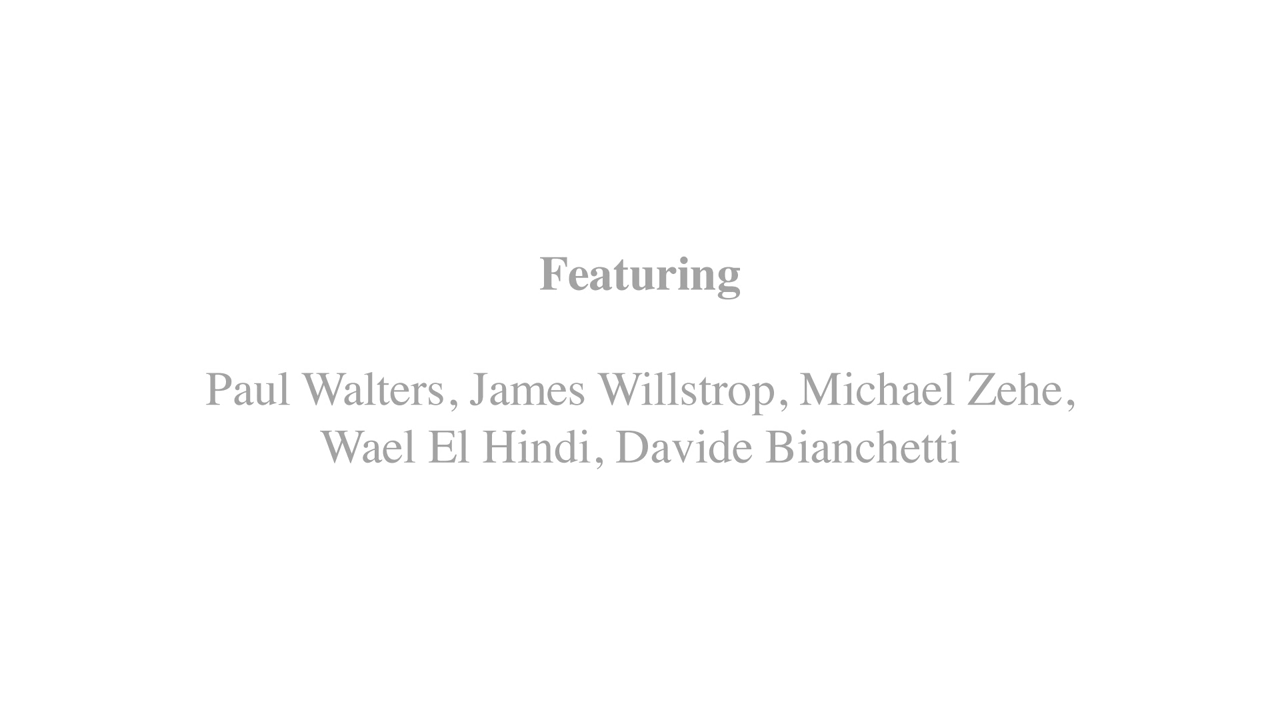 Featuring
Paul Walters, James Willstrop, Michael Zehe,
Wael El Hindi, Davide Bianchetti